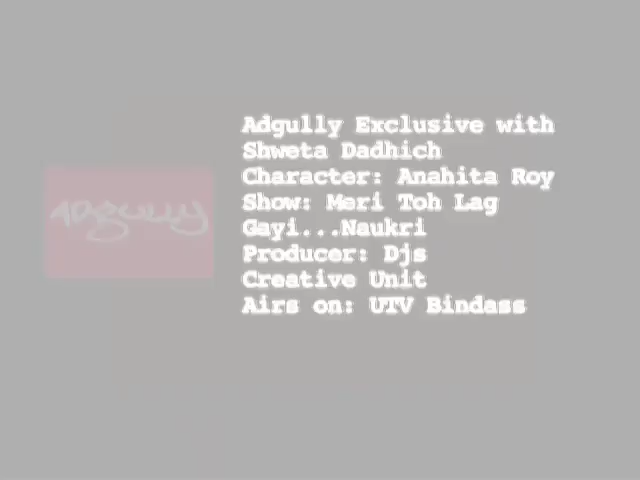 Adgully Exclusive with
Shweta Dadhich
Character: Anahita Roy
Show: Meri Toh Lag
Gayi...Naukri
Producer: Djs
Creative Unit
Airs on: UTV Bindass
ADGULLY